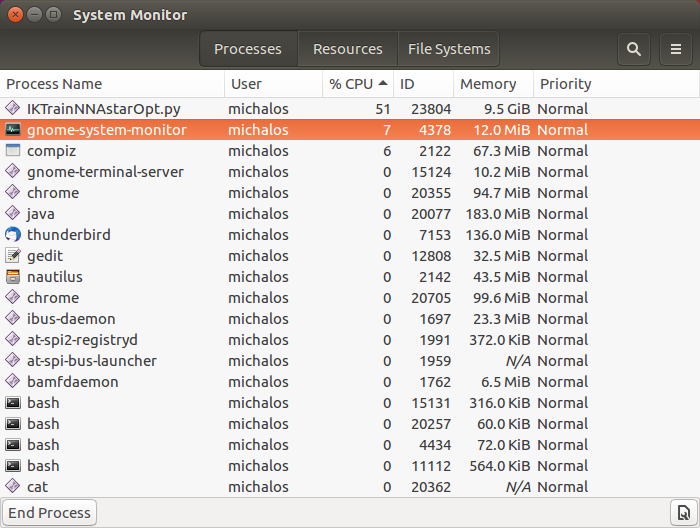 System Monitor
Processes Resources File Systems
Process Name User % CPU ID Memory Priority
IKTrainNNAstarOpt.py michalos 51 23804 9.5 GiB Normal
gnome-system-monitor michalos 7 4378 12.0 MiB Normal
compiz michalos 6 2122 67.3 MiB Normal
gnome-terminal-server michalos 0 15124 10.2 MiB Normal
chrome michalos 0 20355 94.7 MiB Normal
java michalos 0 20077 183.0 MiB Normal
thunderbird michalos 0 7153 136.0 MiB Normal
gedit michalos 0 12808 32.5 MiB Normal
nautilus michalos 0 2142 43.5 MiB Normal
chrome michalos 0 20705 99.6 MiB Normal
ibus-daemon michalos 0 1697 23.3 MiB Normal
at-spi2-registryd michalos 0 1991 372.0 KiB Normal
at-spi-bus-launcher michalos 0 1959 N/A Normal
bamfdaemon michalos 0 1762 6.5 MiB Normal
bash michalos 0 15131 316.0 KiB Normal
bash michalos 0 20257 60.0 KiB Normal
bash michalos 0 4434 72.0 KiB Normal
bash michalos 0 11112 564.0 KiB Normal
cat michalos 0 20362 N/A Normal
End Process